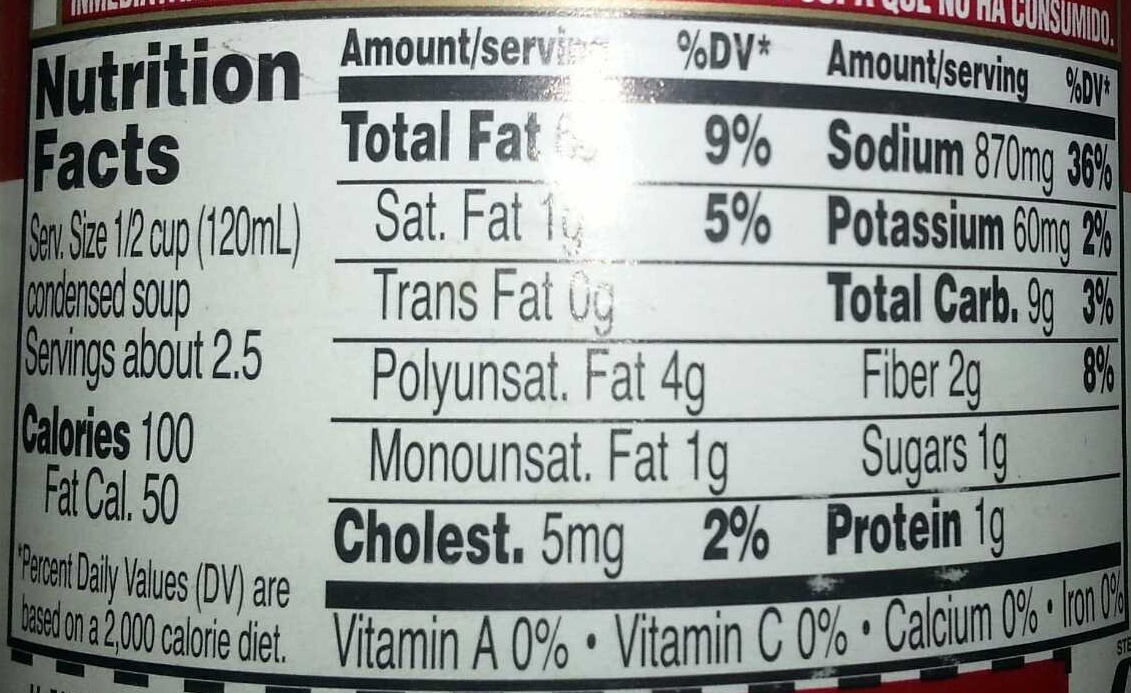 HA CONSUMIDO.
Nutrition
Facts
Serv. Size 1/2 cup (120mL)
condensed soup
Servings about 2.5
Calories 100
Fat Cal. 50
*Percent Daily Values (DV) are
based on a 2,000 calorie diet.
Amount/serving %DV*
Total Fat 9%
Sat. Fat 1g 5%
Trans Fat 0g
Polyunsat. Fat 4g
Monounsat. Fat 1g
Cholest. 5mg 2%
Amount/serving %DV*
Sodium 870mg 36%
Potassium 60mg 2%
Total Carb. 9g 3%
Fiber 2g 8%
Sugars 1g
Protein 1g
Vitamin A 0% • Vitamin C 0% • Calcium 0% • Iron 0%